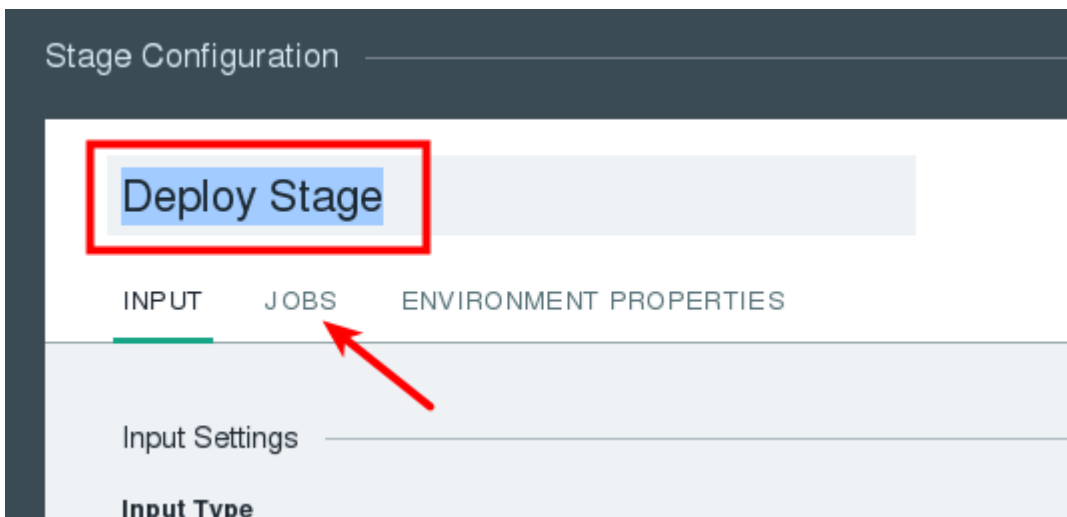 Stage Configuration
Deploy Stage
INPUT JOBS ENVIRONMENT PROPERTIES
Input Settings
Input Type